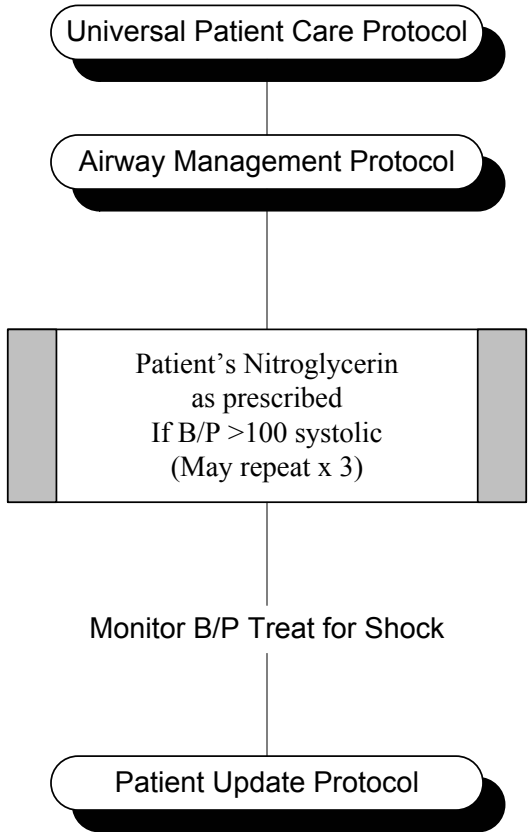 Universal Patient Care Protocol
Airway Management Protocol
Patient’s Nitroglycerin
as prescribed
If B/P >100 systolic
(May repeat x 3)
Monitor B/P Treat for Shock
Patient Update Protocol